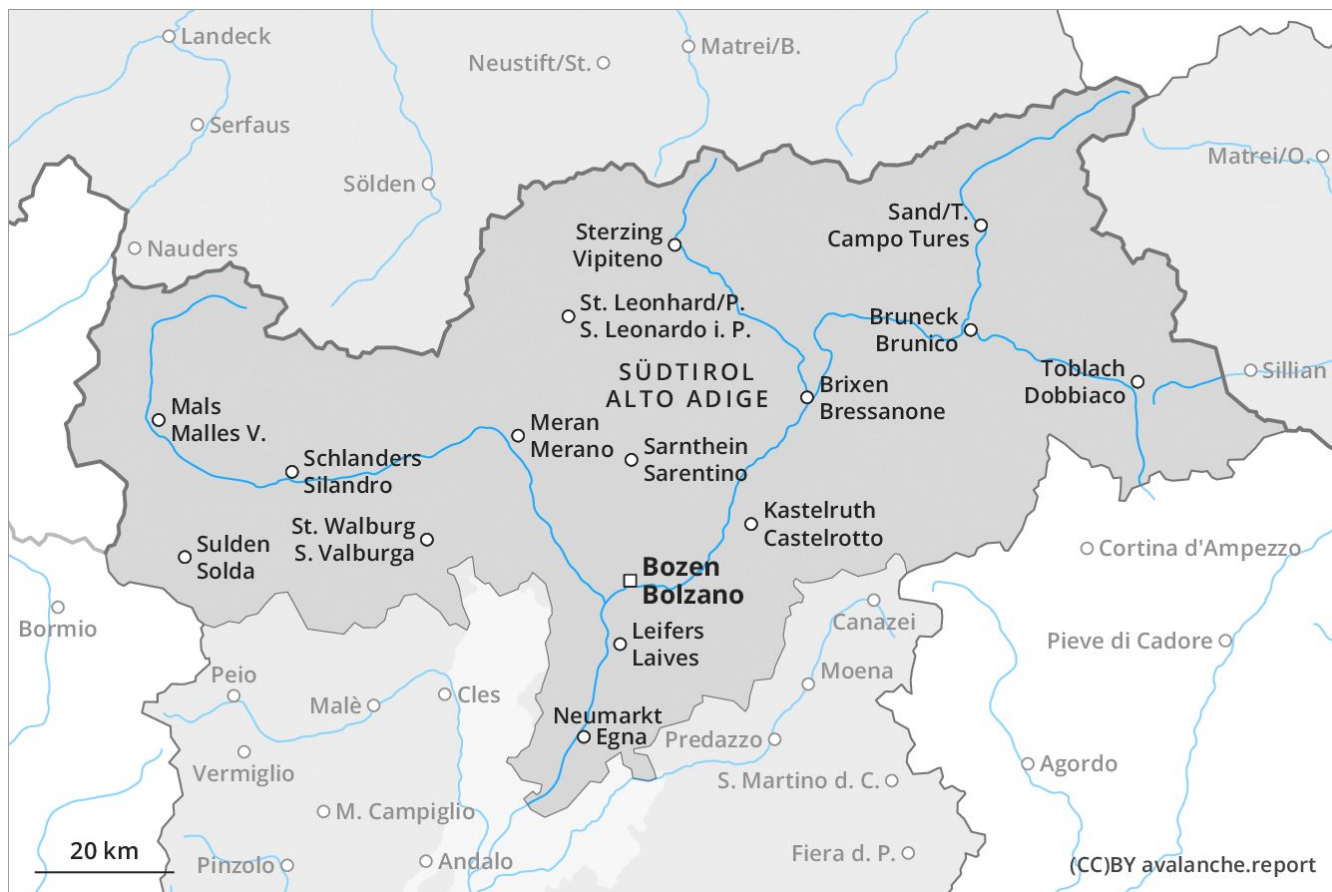 Landeck
Matrei/B.
Neustift/St.
Serfaus
Matrei/O.
Sölden
Nauders
Sand/T.
Campo Tures
Sterzing
Vipiteno
St. Leonhard/P.
S. Leonardo i. P.
Bruneck
Brunico
SÜDTIROL
ALTO ADIGE
Toblach
Dobbiaco
Sillian
Brixen
Bressanone
Mals
Malles V.
Meran
Merano
Sarnthein
Sarentino
Schlanders
Silandro
St. Walburg
S. Valburga
Kastelruth
Castelrotto
Sulden
Solda
Cortina d'Ampezzo
Bozen
Bolzano
Bormio
Canazei
Leifers
Laives
Pieve di Cadore
Peio
Moena
Malè
Cles
Neumarkt
Egna
Predazzo
Vermiglio
Agordo
S. Martino d. C.
M. Campiglio
20 km
Pinzolo
Andalo
Fiera d. P.
(CC)BY avalanche.report